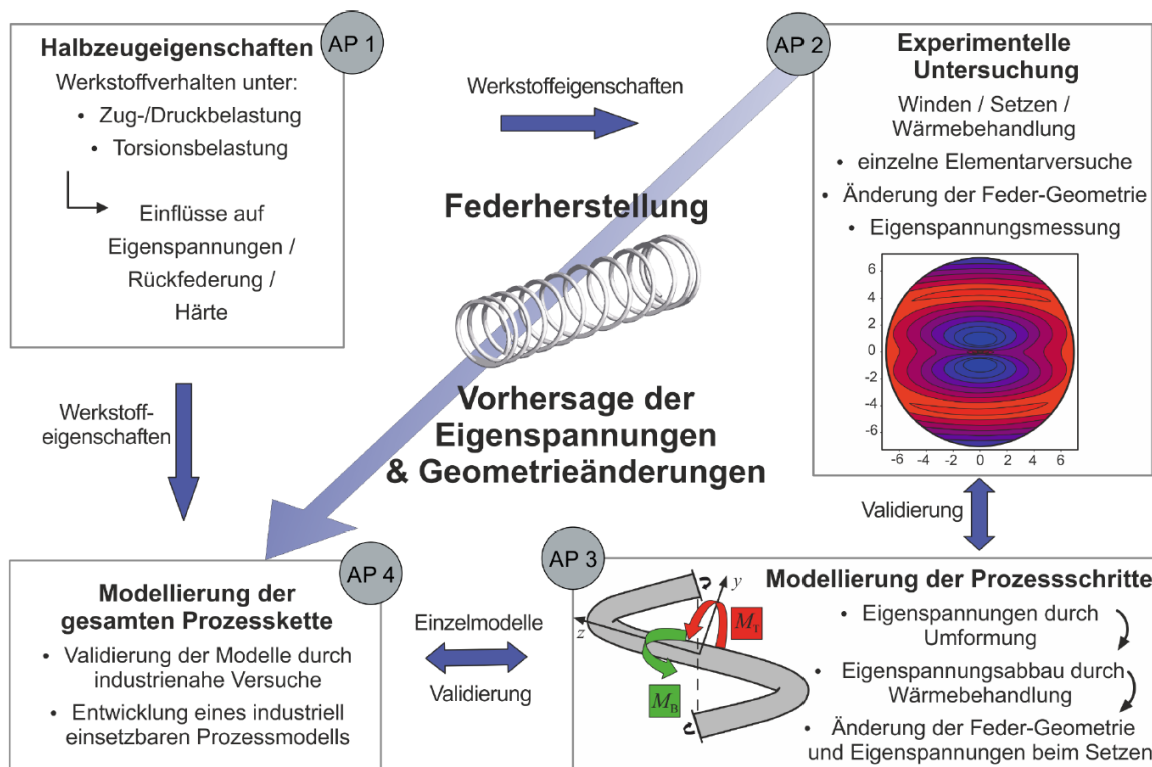 AP 1
Halbzeugeigenschaften
Werkstoffverhalten unter:
• Zug-/Druckbelastung
• Torsionsbelastung
Einflüsse auf
Eigenspannungen /
Rückfederung /
Härte
Werkstoffeigenschaften
AP 2
Experimentelle
Untersuchung
Winden / Setzen /
Wärmebehandlung
• einzelne Elementarversuche
• Änderung der Feder-Geometrie
• Eigenspannungsmessung
6
4
2
0
-2
-4
-6
-6 -4 -2 0 2 4 6
Federherstellung
Vorhersage der
Eigenspannungen
& Geometrieänderungen
Werkstoff-
eigenschaften
Validierung
AP 4
Modellierung der
gesamten Prozesskette
• Validierung der Modelle durch
industrienahe Versuche
• Entwicklung eines industriell
einsetzbaren Prozessmodells
Einzelmodelle
Validierung
AP 3
y
z
M_T
M_B
Modellierung der Prozessschritte
• Eigenspannungen durch
Umformung
• Eigenspannungsabbau durch
Wärmebehandlung
• Änderung der Feder-Geometrie
und Eigenspannungen beim Setzen